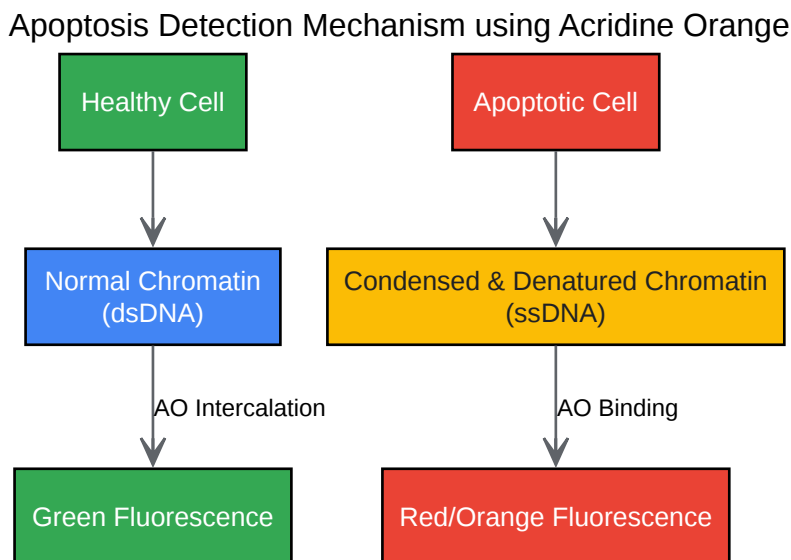 Apoptosis Detection Mechanism using Acridine Orange
Healthy Cell
Apoptotic Cell
Normal Chromatin
(dsDNA)
Condensed & Denatured Chromatin
(ssDNA)
AO Intercalation
AO Binding
Green Fluorescence
Red/Orange Fluorescence